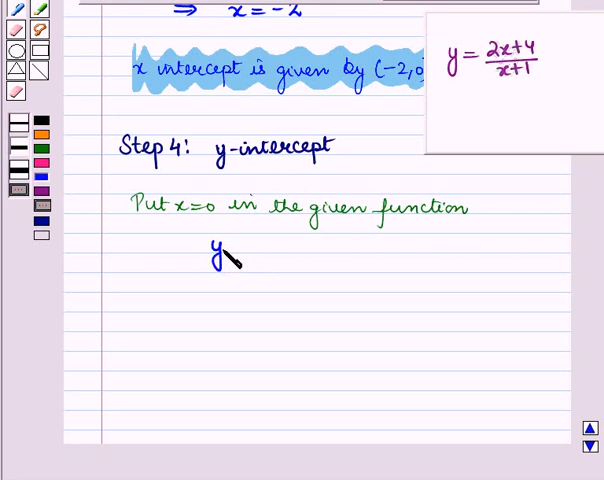 ⇒ x=-2
x intercept is given by (-2,0
y = 2x+4/x+1
Step 4: y-intercept
Put x=0 in the given function
y